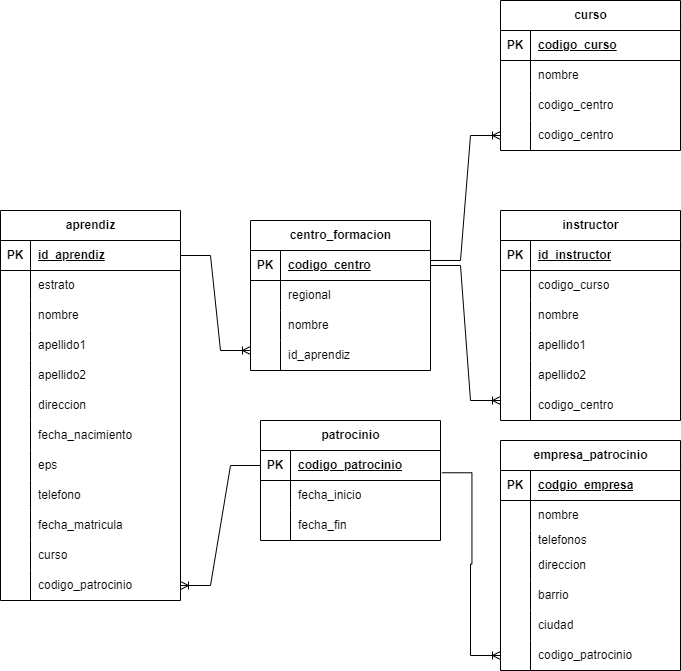 curso
PK codigo_curso
nombre
codigo_centro
codigo_centro
aprendiz
PK id_aprendiz
estrato
nombre
apellido1
apellido2
direccion
fecha_nacimiento
eps
telefono
fecha_matricula
curso
codigo_patrocinio
centro_formacion
PK codigo_centro
regional
nombre
id_aprendiz
instructor
PK id_instructor
codigo_curso
nombre
apellido1
apellido2
codigo_centro
patrocinio
PK codigo_patrocinio
fecha_inicio
fecha_fin
empresa_patrocinio
PK codgio_empresa
nombre
telefonos
direccion
barrio
ciudad
codigo_patrocinio